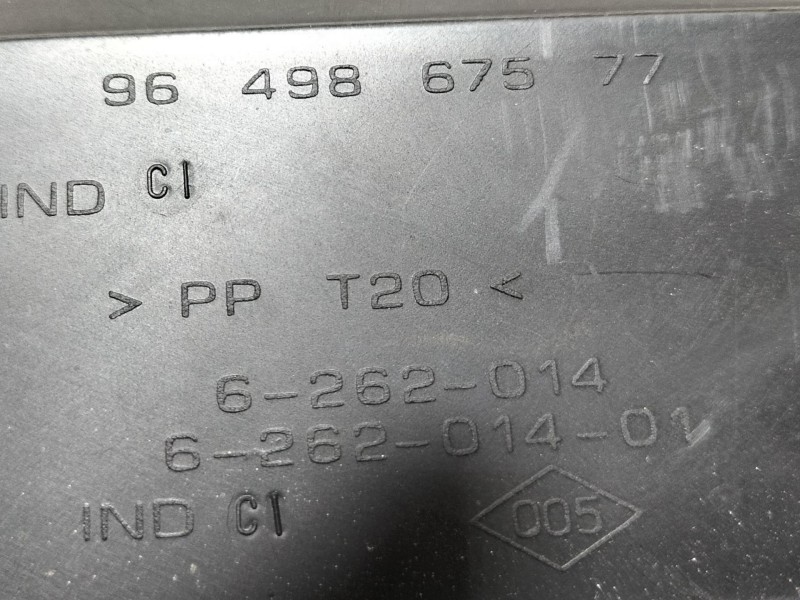 96 498 675 77
IND CI
> PP T20 <
6-262-014
6-262-014-01
IND CI 005